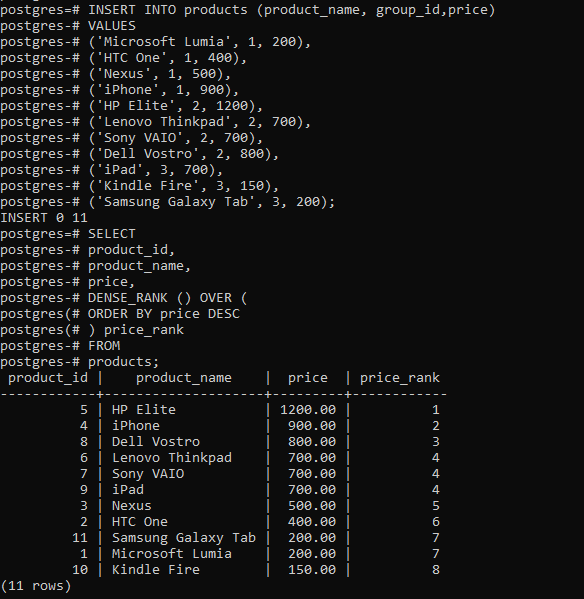 postgres=# INSERT INTO products (product_name, group_id,price)
postgres-# VALUES
postgres-# ('Microsoft Lumia', 1, 200),
postgres-# ('HTC One', 1, 400),
postgres-# ('Nexus', 1, 500),
postgres-# ('iPhone', 1, 900),
postgres-# ('HP Elite', 2, 1200),
postgres-# ('Lenovo Thinkpad', 2, 700),
postgres-# ('Sony VAIO', 2, 700),
postgres-# ('Dell Vostro', 2, 800),
postgres-# ('iPad', 3, 700),
postgres-# ('Kindle Fire', 3, 150),
postgres-# ('Samsung Galaxy Tab', 3, 200);
INSERT 0 11
postgres=# SELECT
postgres-# product_id,
postgres-# product_name,
postgres-# price,
postgres-# DENSE_RANK () OVER (
postgres(# ORDER BY price DESC
postgres(# ) price_rank
postgres-# FROM
postgres-# products;
 product_id |    product_name    |  price  | price_rank
------------+--------------------+---------+------------
          5 | HP Elite           | 1200.00 |          1
          4 | iPhone             |  900.00 |          2
          8 | Dell Vostro        |  800.00 |          3
          6 | Lenovo Thinkpad    |  700.00 |          4
          7 | Sony VAIO          |  700.00 |          4
          9 | iPad               |  700.00 |          4
          3 | Nexus              |  500.00 |          5
          2 | HTC One            |  400.00 |          6
         11 | Samsung Galaxy Tab |  200.00 |          7
          1 | Microsoft Lumia    |  200.00 |          7
         10 | Kindle Fire        |  150.00 |          8
(11 rows)